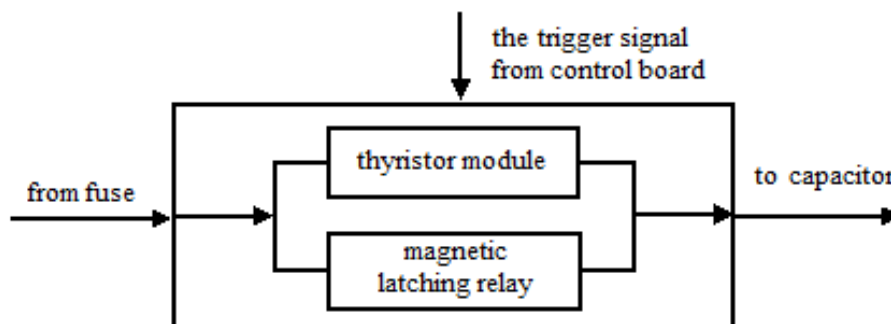 the trigger signal
from control board
thyristor module
from fuse
to capacitor
magnetic
latching relay